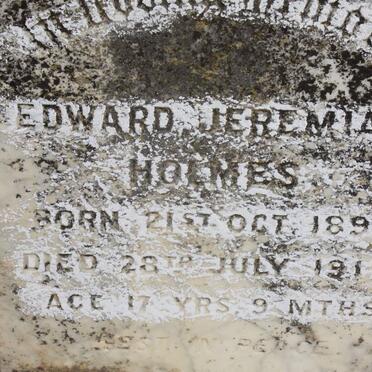 EDWARD JEREMIA
HOLMES
BORN 21ST OCT 189
DIED 28TH JULY 191
AGE 17 YRS 9 MTHS